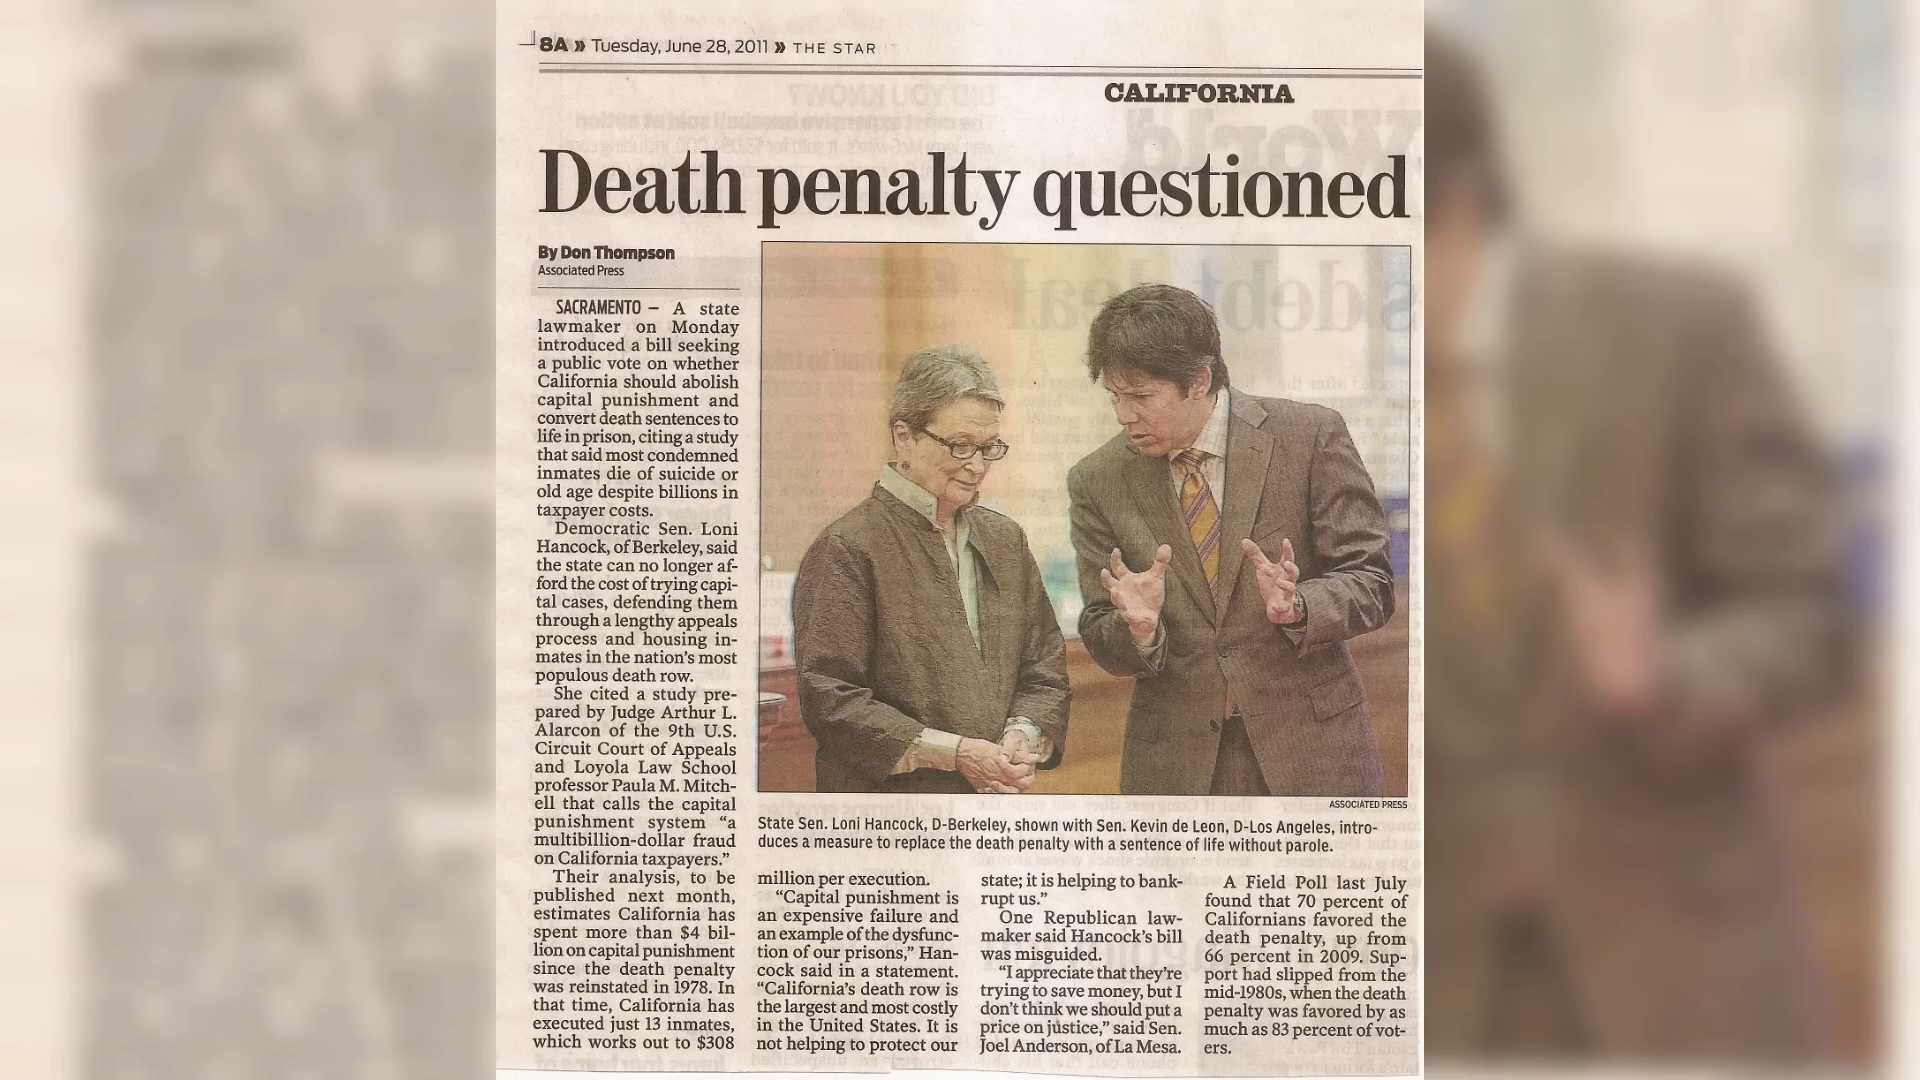 8A » Tuesday, June 28, 2011 » THE STAR
CALIFORNIA
Death penalty questioned
By Don Thompson
Associated Press
SACRAMENTO — A state
lawmaker on Monday
introduced a bill seeking
a public vote on whether
California should abolish
capital punishment and
convert death sentences to
life in prison, citing a study
that said most condemned
inmates die of suicide or
old age despite billions in
taxpayer costs.
Democratic Sen. Loni
Hancock, of Berkeley, said
the state can no longer af-
ford the cost of trying capi-
tal cases, defending them
through a lengthy appeals
process and housing in-
mates in the nation's most
populous death row.
She cited a study pre-
pared by Judge Arthur L.
Alarcon of the 9th U.S.
Circuit Court of Appeals
and Loyola Law School
professor Paula M. Mitch-
ell that calls the capital
punishment system “a
multibillion-dollar fraud
on California taxpayers.”
Their analysis, to be
published next month,
estimates California has
spent more than $4 bil-
lion on capital punishment
since the death penalty
was reinstated in 1978. In
that time, California has
executed just 13 inmates,
which works out to $308
ASSOCIATED PRESS
State Sen. Loni Hancock, D-Berkeley, shown with Sen. Kevin de Leon, D-Los Angeles, intro-
duces a measure to replace the death penalty with a sentence of life without parole.
million per execution.
“Capital punishment is
an expensive failure and
an example of the dysfunc-
tion of our prisons,” Han-
cock said in a statement.
“California's death row is
the largest and most costly
in the United States. It is
not helping to protect our
state; it is helping to bank-
rupt us.”
One Republican law-
maker said Hancock's bill
was misguided.
“I appreciate that they're
trying to save money, but I
don't think we should put a
price on justice,” said Sen.
Joel Anderson, of La Mesa.
A Field Poll last July
found that 70 percent of
Californians favored the
death penalty, up from
66 percent in 2009. Sup-
port had slipped from the
mid-1980s, when the death
penalty was favored by as
much as 83 percent of vot-
ers.